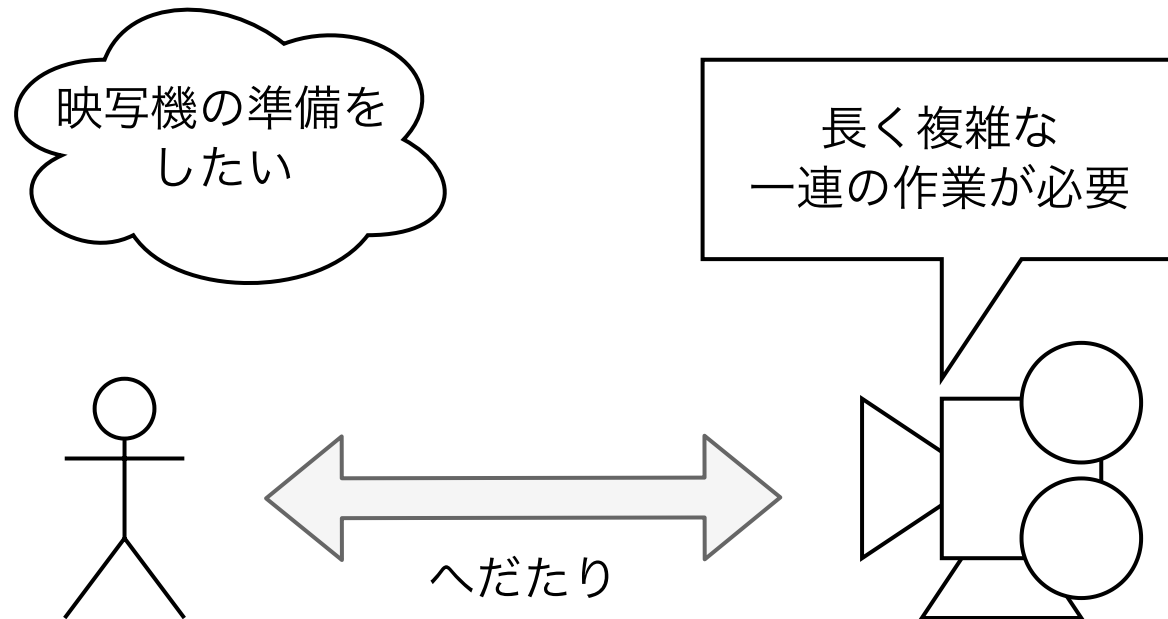 映写機の準備を
したい
長く複雑な
一連の作業が必要
へだたり